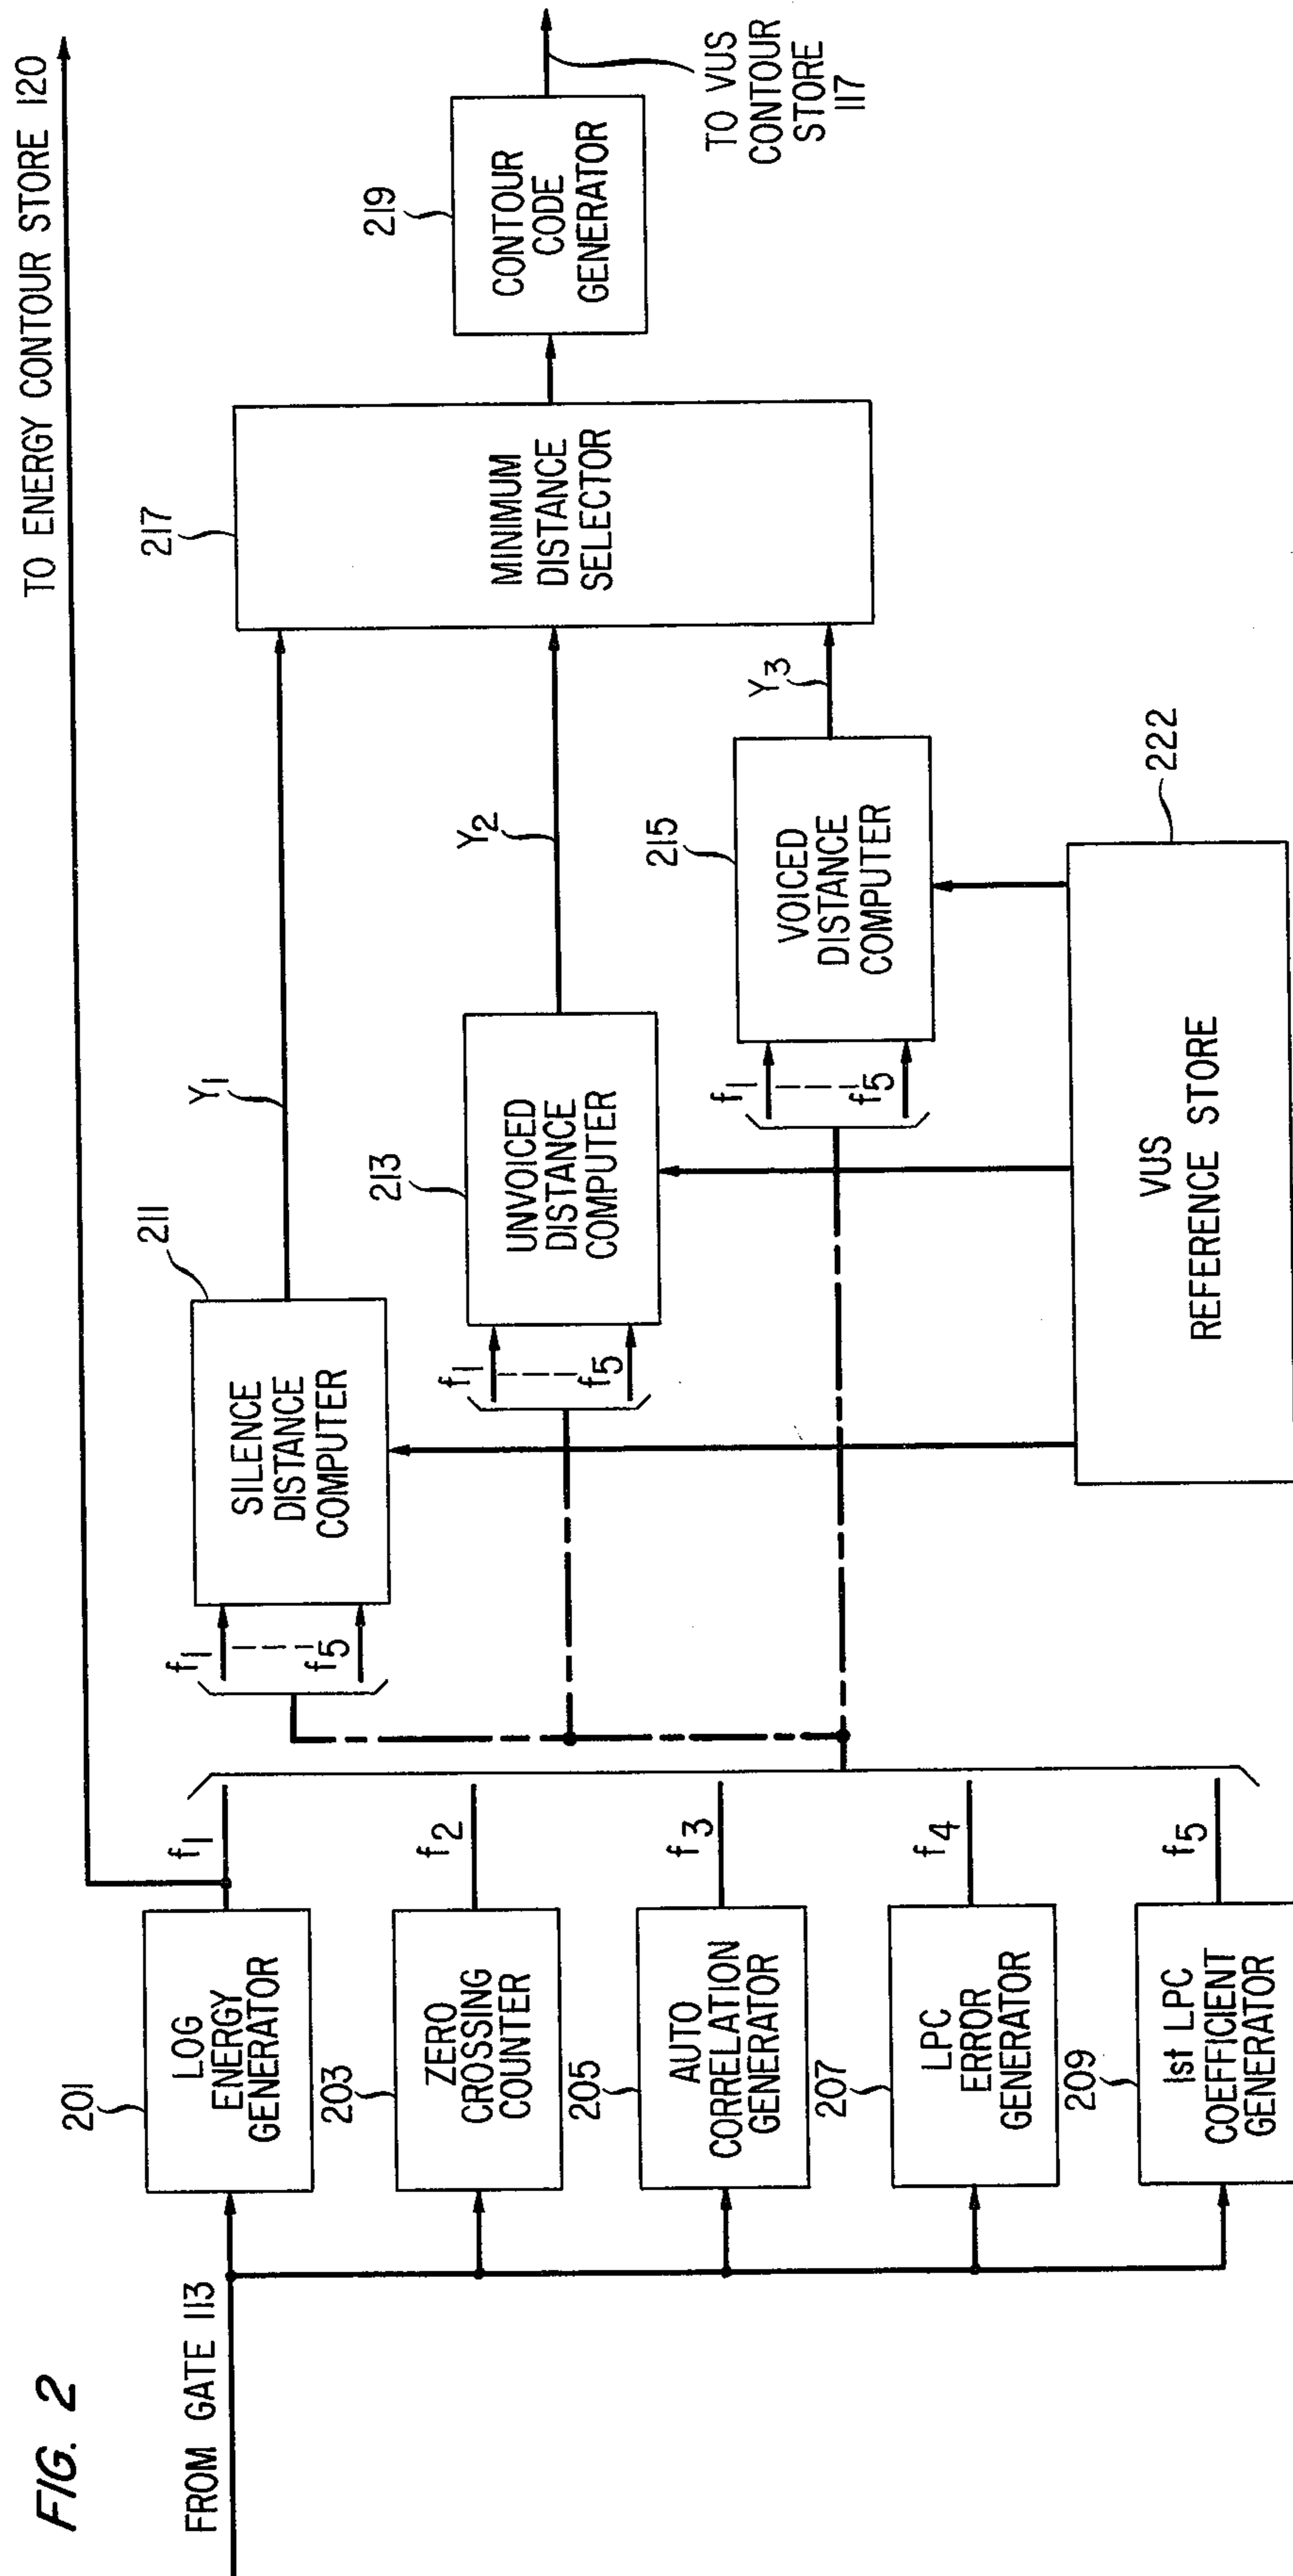 FIG. 2
TO ENERGY CONTOUR STORE 120
FROM GATE 113
201
LOG
ENERGY
GENERATOR
f1
203
ZERO
CROSSING
COUNTER
f2
205
AUTO
CORRELATION
GENERATOR
f3
207
LPC
ERROR
GENERATOR
f4
209
1st LPC
COEFFICIENT
GENERATOR
f5
f1
f5
211
SILENCE
DISTANCE
COMPUTER
Y1
f1
f5
213
UNVOICED
DISTANCE
COMPUTER
Y2
f1
f5
215
VOICED
DISTANCE
COMPUTER
Y3
222
VUS
REFERENCE STORE
217
MINIMUM
DISTANCE
SELECTOR
219
CONTOUR
CODE
GENERATOR
TO VUS
CONTOUR
STORE
117